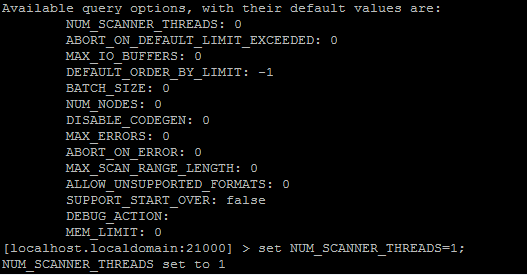 Available query options, with their default values are:
NUM_SCANNER_THREADS: 0
ABORT_ON_DEFAULT_LIMIT_EXCEEDED: 0
MAX_IO_BUFFERS: 0
DEFAULT_ORDER_BY_LIMIT: -1
BATCH_SIZE: 0
NUM_NODES: 0
DISABLE_CODEGEN: 0
MAX_ERRORS: 0
ABORT_ON_ERROR: 0
MAX_SCAN_RANGE_LENGTH: 0
ALLOW_UNSUPPORTED_FORMATS: 0
SUPPORT_START_OVER: false
DEBUG_ACTION:
MEM_LIMIT: 0
[localhost.localdomain:21000] > set NUM_SCANNER_THREADS=1;
NUM_SCANNER_THREADS set to 1